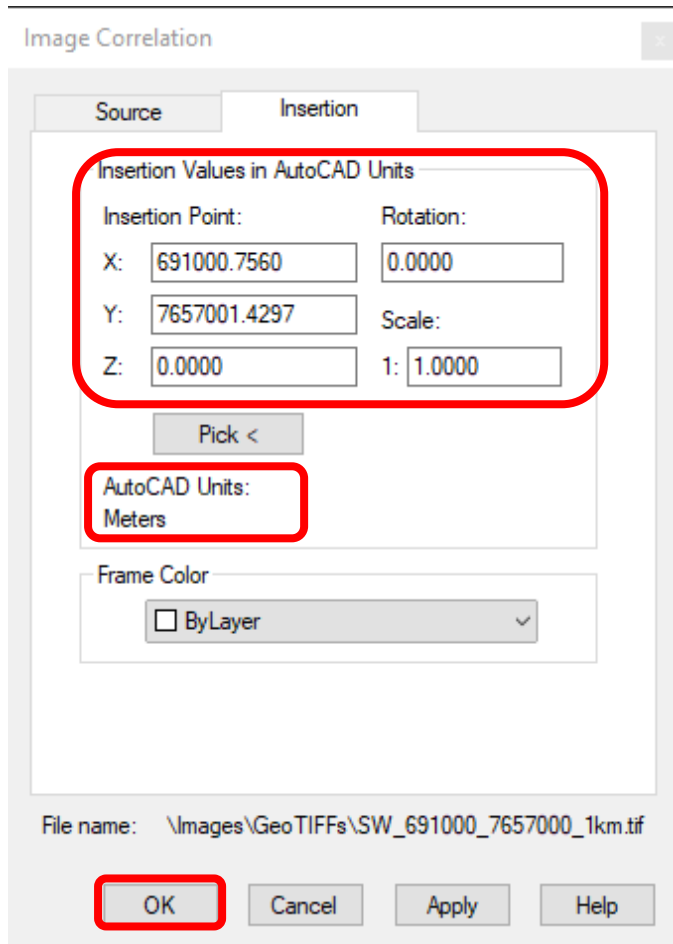 Image Correlation
x
Source Insertion
Insertion Values in AutoCAD Units
Insertion Point: Rotation:
X: 691000.7560 0.0000
Y: 7657001.4297 Scale:
Z: 0.0000 1: 1.0000
Pick <
AutoCAD Units:
Meters
Frame Color
ByLayer
File name: \Images\GeoTIFFs\SW_691000_7657000_1km.tif
OK Cancel Apply Help